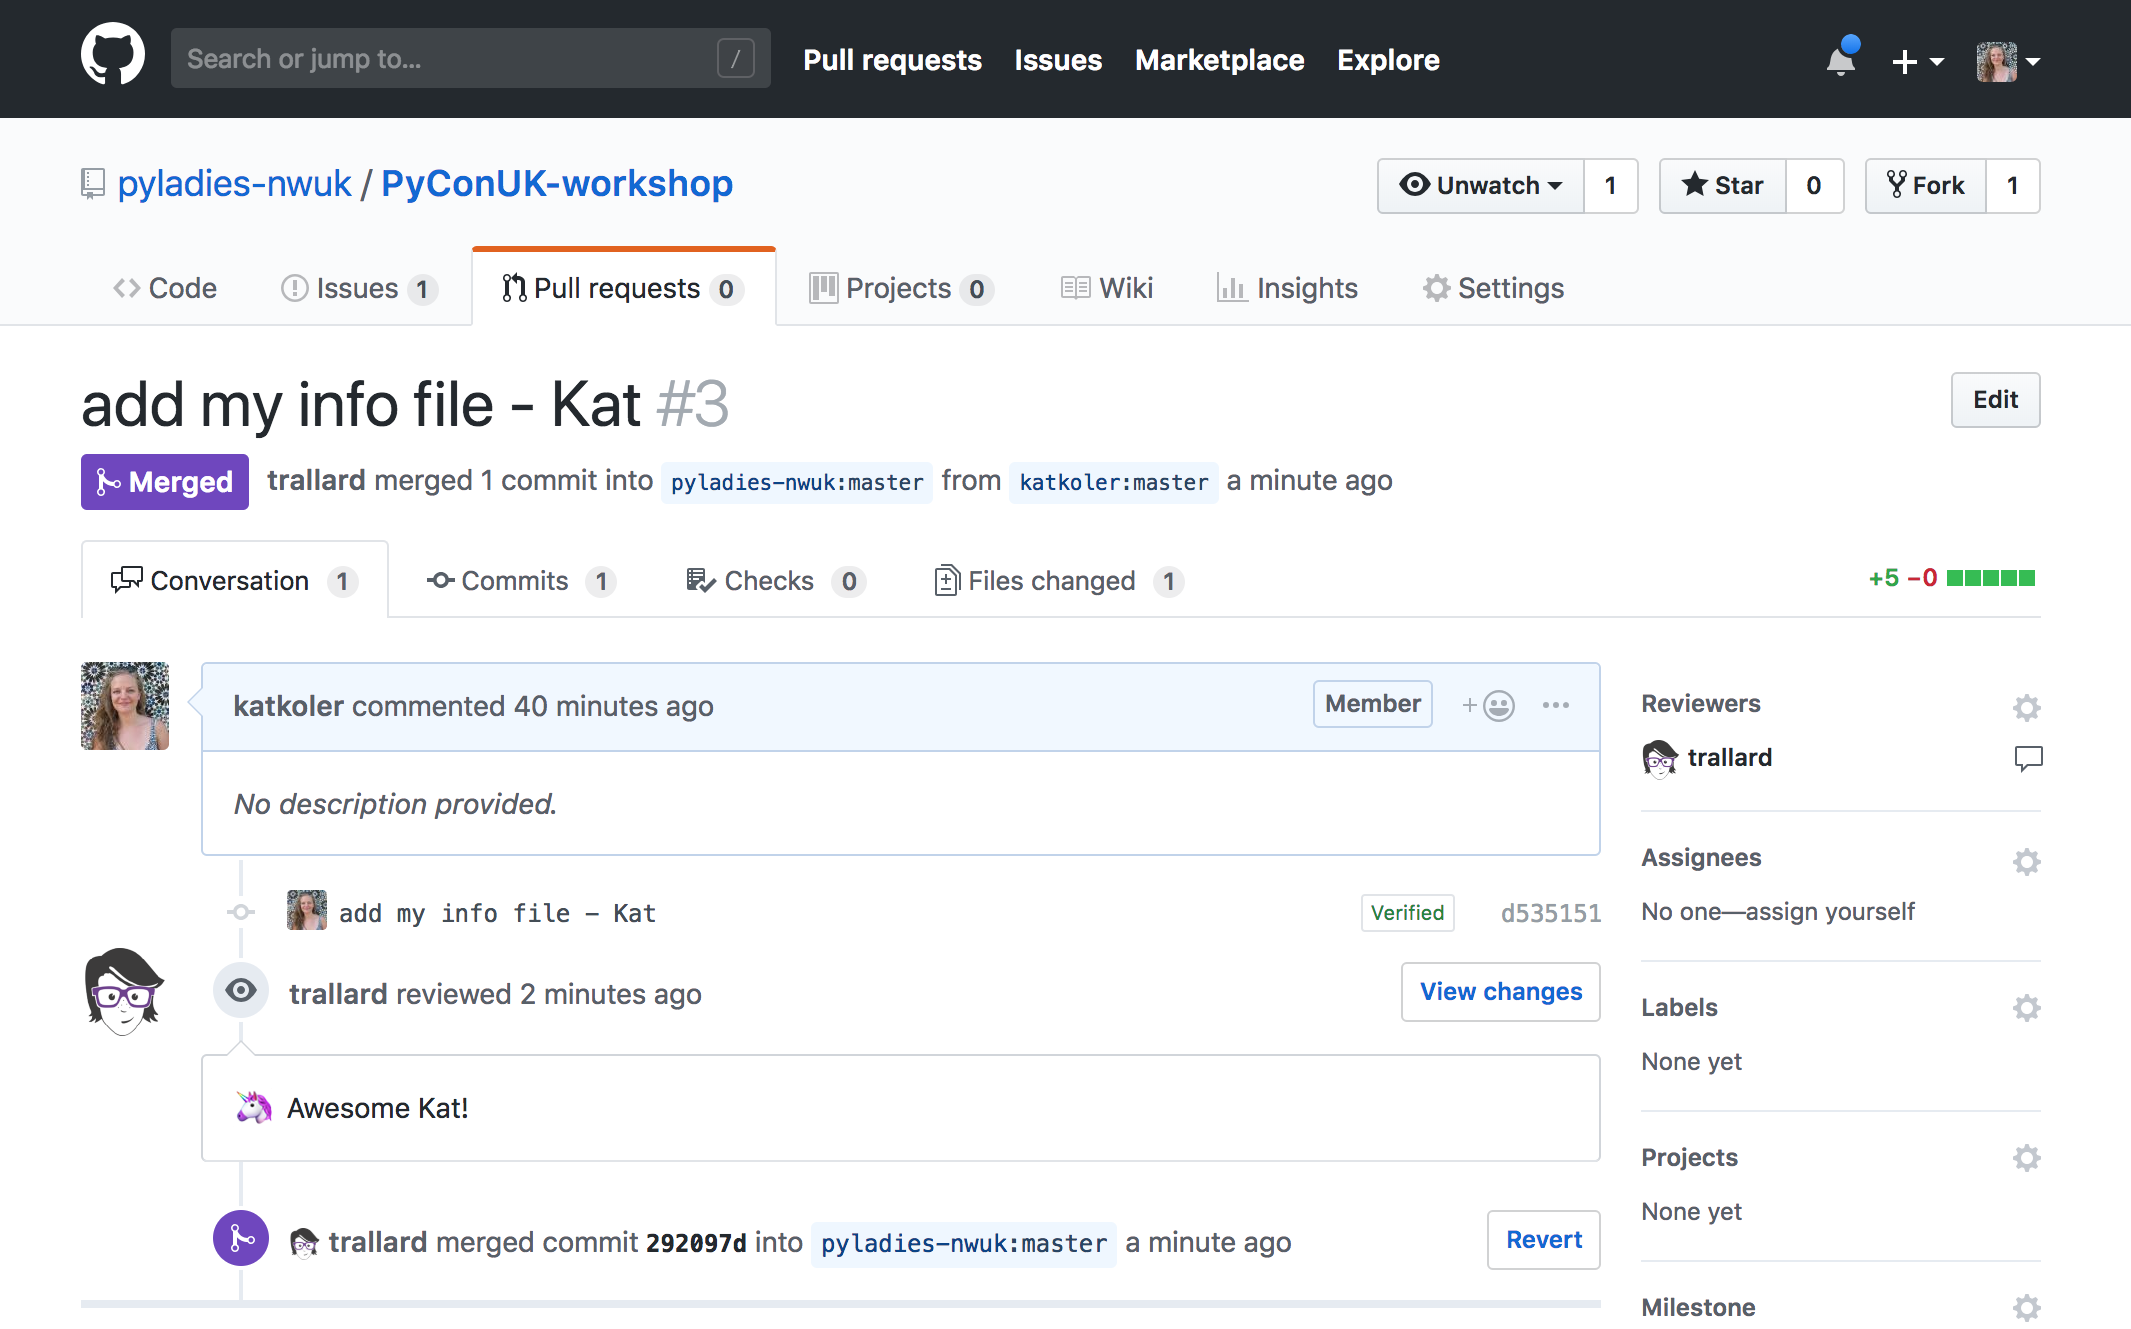 Search or jump to... /
Pull requests Issues Marketplace Explore
pyladies-nwuk / PyConUK-workshop
Unwatch 1 Star 0 Fork 1
Code Issues 1 Pull requests 0 Projects 0 Wiki Insights Settings
add my info file - Kat #3
Edit
Merged trallard merged 1 commit into pyladies-nwuk:master from katkoler:master a minute ago
Conversation 1 Commits 1 Checks 0 Files changed 1
+5 −0
katkoler commented 40 minutes ago
Member
No description provided.
add my info file - Kat
Verified d535151
trallard reviewed 2 minutes ago
View changes
🦄 Awesome Kat!
trallard merged commit 292097d into pyladies-nwuk:master a minute ago
Revert
Reviewers
trallard
Assignees
No one—assign yourself
Labels
None yet
Projects
None yet
Milestone